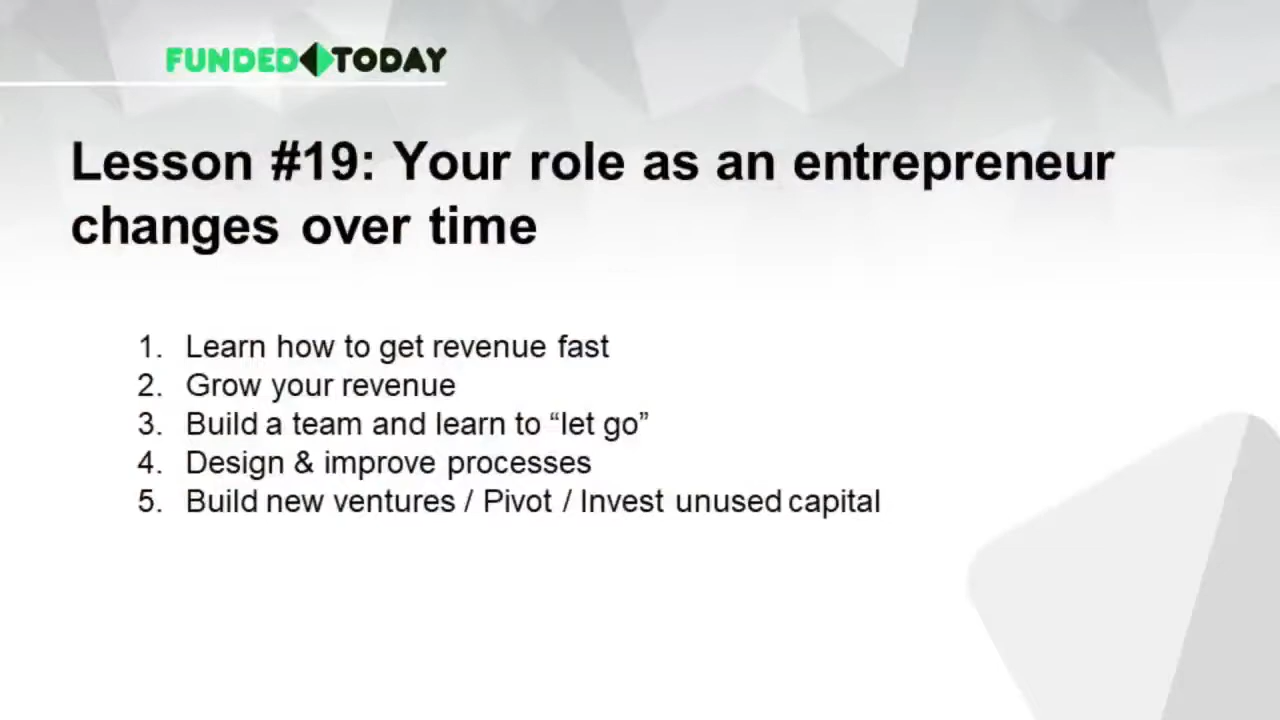 FUNDED TODAY
Lesson #19: Your role as an entrepreneur
changes over time
1. Learn how to get revenue fast
2. Grow your revenue
3. Build a team and learn to “let go”
4. Design & improve processes
5. Build new ventures / Pivot / Invest unused capital